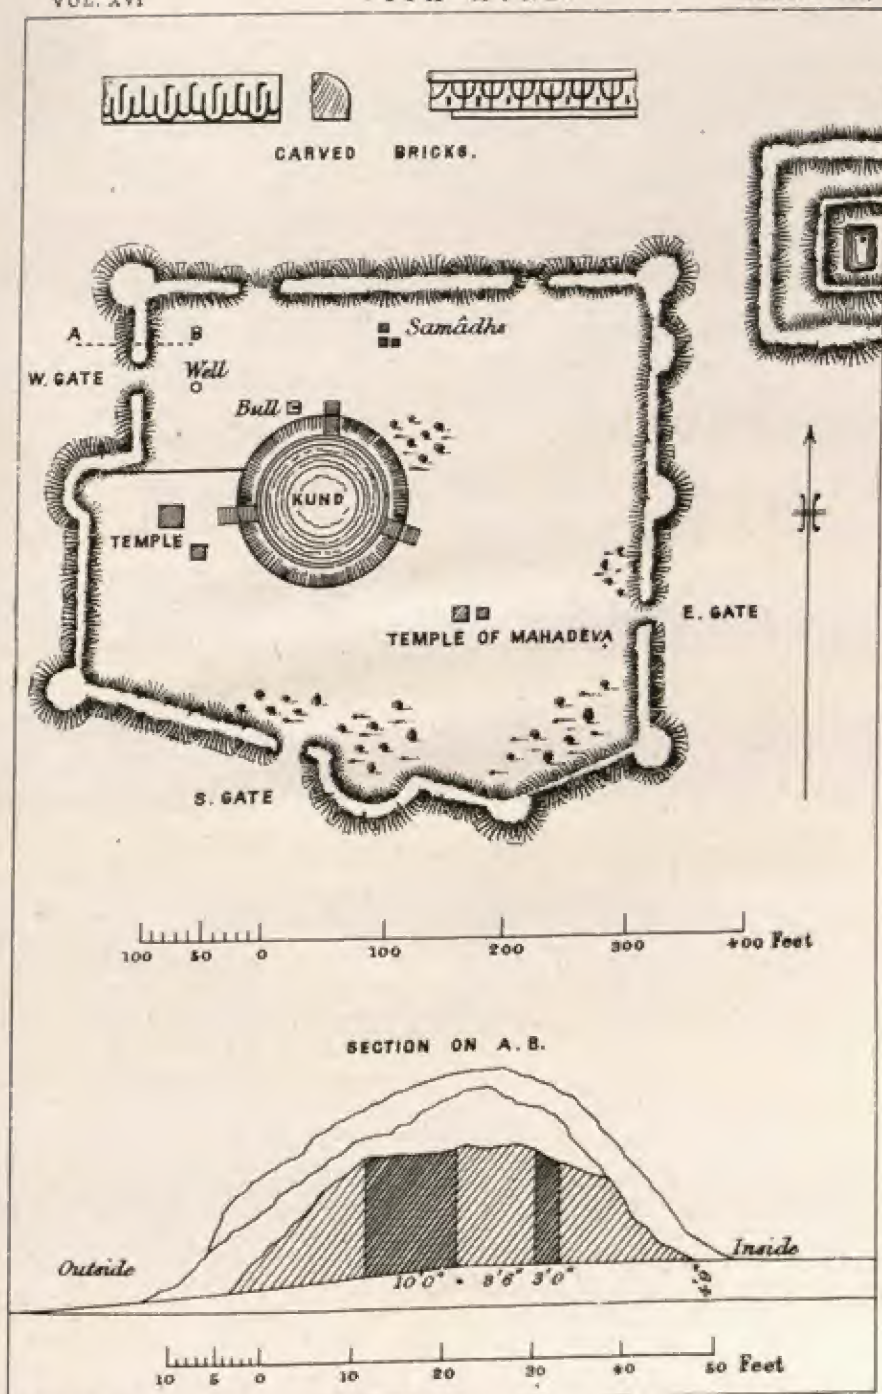 VOL. XVI
CARVED BRICKS.
A B
Samâdhs
W. GATE
Well
Bull
KUND
TEMPLE
E. GATE
TEMPLE OF MAHADEVA
S. GATE
100 50 0 100 200 300 400 Feet
SECTION ON A. B.
Outside
Inside
10'0" 8'6" 3'0" 4'9"
10 5 0 10 20 30 40 50 Feet